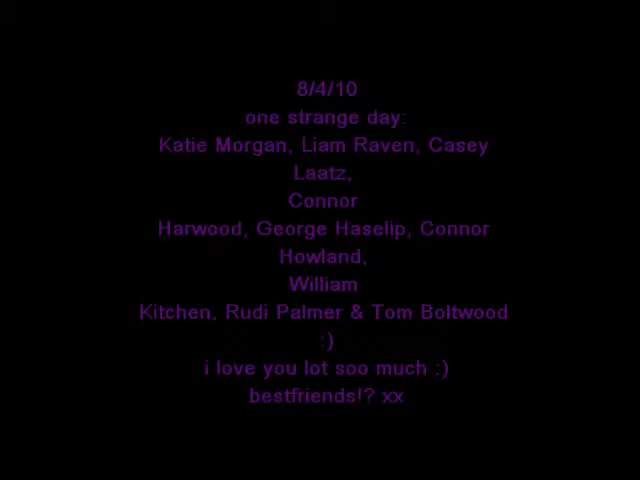 8/4/10
one strange day:
Katie Morgan, Liam Raven, Casey
Laatz,
Connor
Harwood, George Haselip, Connor
Howland,
William
Kitchen, Rudi Palmer & Tom Boltwood
:)
i love you lot soo much :)
bestfriends!? xx